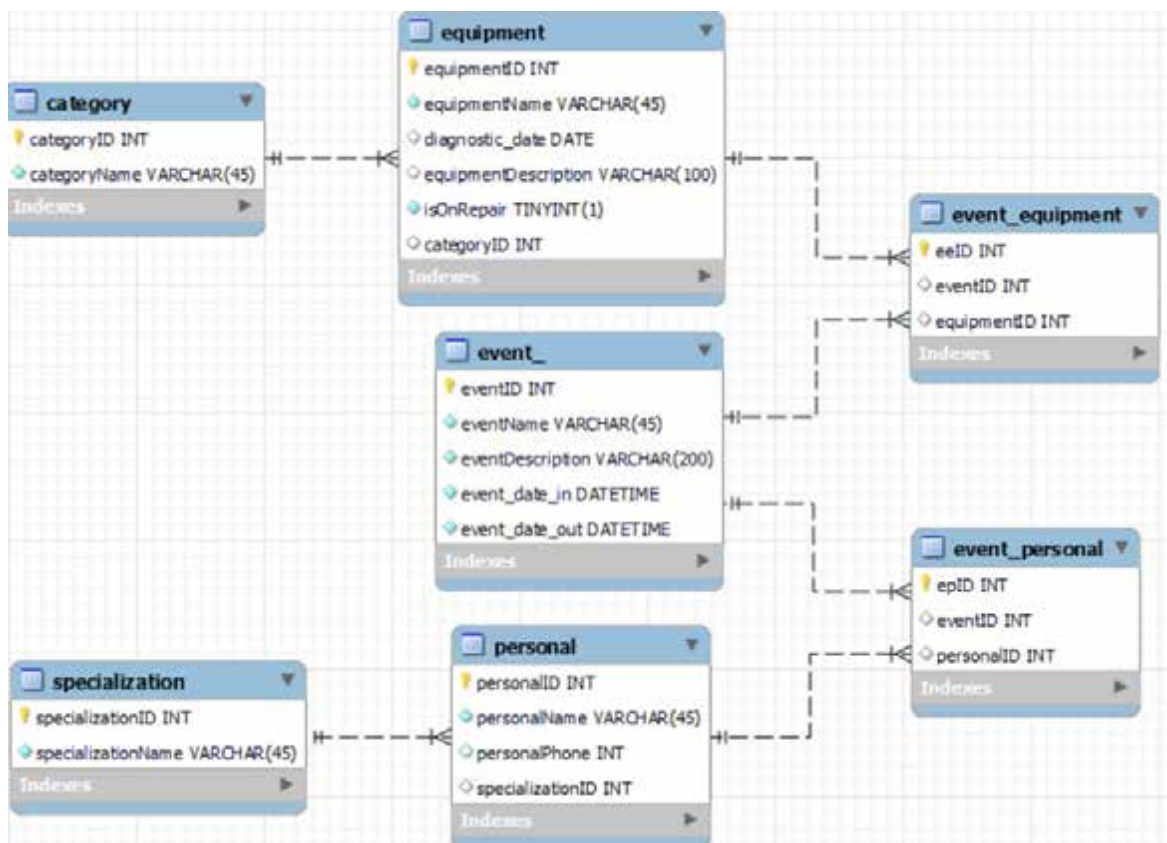 equipment
equipmentID INT
equipmentName VARCHAR(45)
diagnostic_date DATE
equipmentDescription VARCHAR(100)
isOnRepair TINYINT(1)
categoryID INT
Indexes
category
categoryID INT
categoryName VARCHAR(45)
Indexes
event_equipment
eeID INT
eventID INT
equipmentID INT
Indexes
event_
eventID INT
eventName VARCHAR(45)
eventDescription VARCHAR(200)
event_date_in DATETIME
event_date_out DATETIME
Indexes
event_personal
epID INT
eventID INT
personalID INT
Indexes
personal
personalID INT
personalName VARCHAR(45)
personalPhone INT
specializationID INT
Indexes
specialization
specializationID INT
specializationName VARCHAR(45)
Indexes